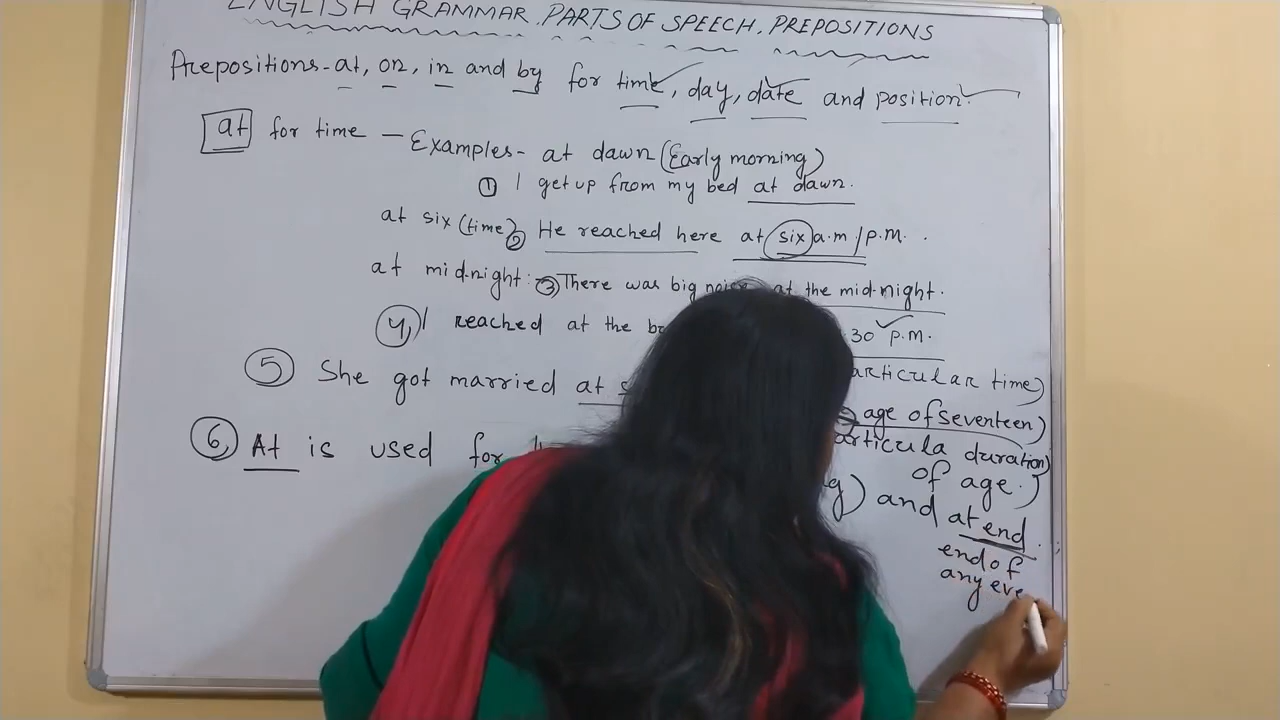 ENGLISH GRAMMAR. PARTS OF SPEECH. PREPOSITIONS
Prepositions - at, on, in and by for time, day, date and position.
at for time - Examples - at dawn (Early morning)
① I get up from my bed at dawn.
at six (time) ② He reached here at six a.m/p.m.
at midnight: ③ There was big noise at the mid-night.
④ I reached at the 30 p.m.
⑤ She got married at articular time)
age of seventeen)
⑥ At is used for articula duration)
of age.)
g) and at end.
end of
any eve